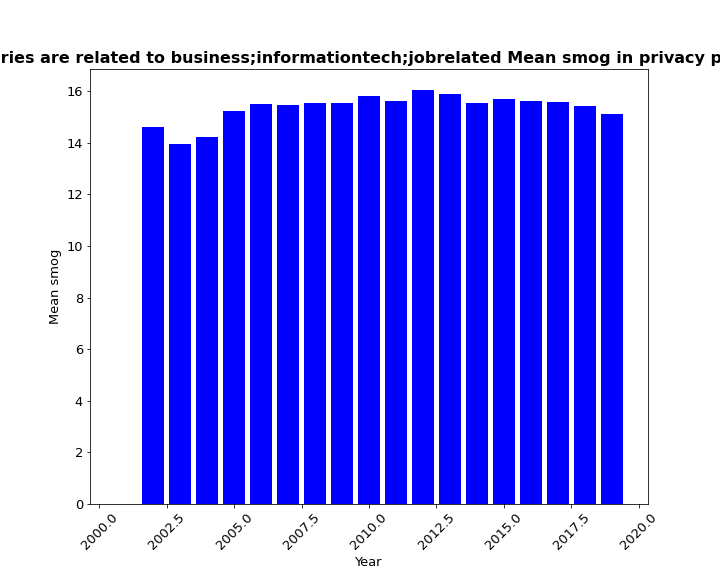 ries are related to business;informationtech;jobrelated Mean smog in privacy p
16
14
12
10
8
6
4
2
0
Mean smog
2000.0 2002.5 2005.0 2007.5 2010.0 2012.5 2015.0 2017.5 2020.0
Year